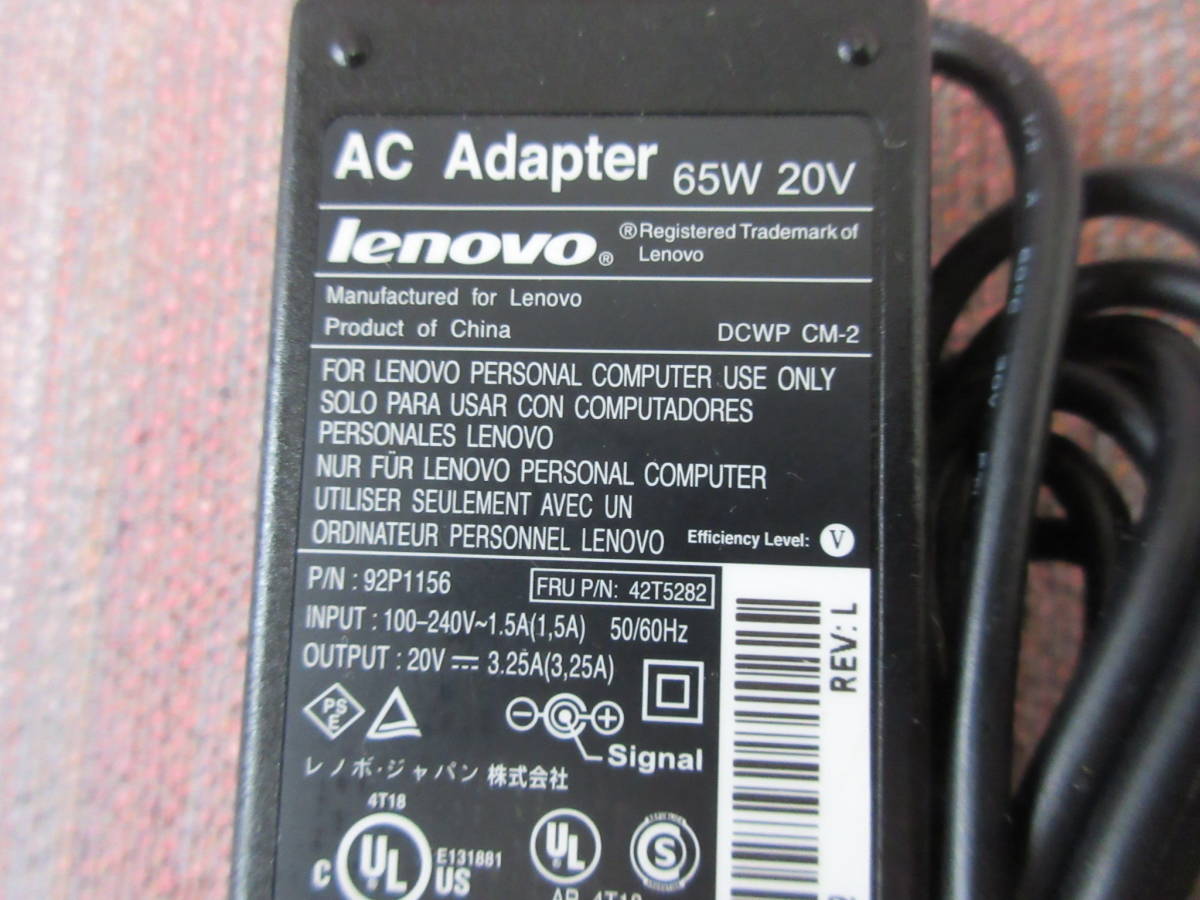 AC Adapter 65W 20V
lenovo® ®Registered Trademark of
Lenovo
Manufactured for Lenovo
Product of China DCWP CM-2
FOR LENOVO PERSONAL COMPUTER USE ONLY
SOLO PARA USAR CON COMPUTADORES
PERSONALES LENOVO
NUR FÜR LENOVO PERSONAL COMPUTER
UTILISER SEULEMENT AVEC UN
ORDINATEUR PERSONNEL LENOVO Efficiency Level: V
P/N : 92P1156 FRU P/N: 42T5282
INPUT : 100-240V~1.5A(1,5A) 50/60Hz
OUTPUT : 20V ⎓ 3.25A(3,25A)
REV: L
PS
E
Signal
レノボ・ジャパン 株式会社
4T18
C UL US E131881
UL
S
AR 4T18